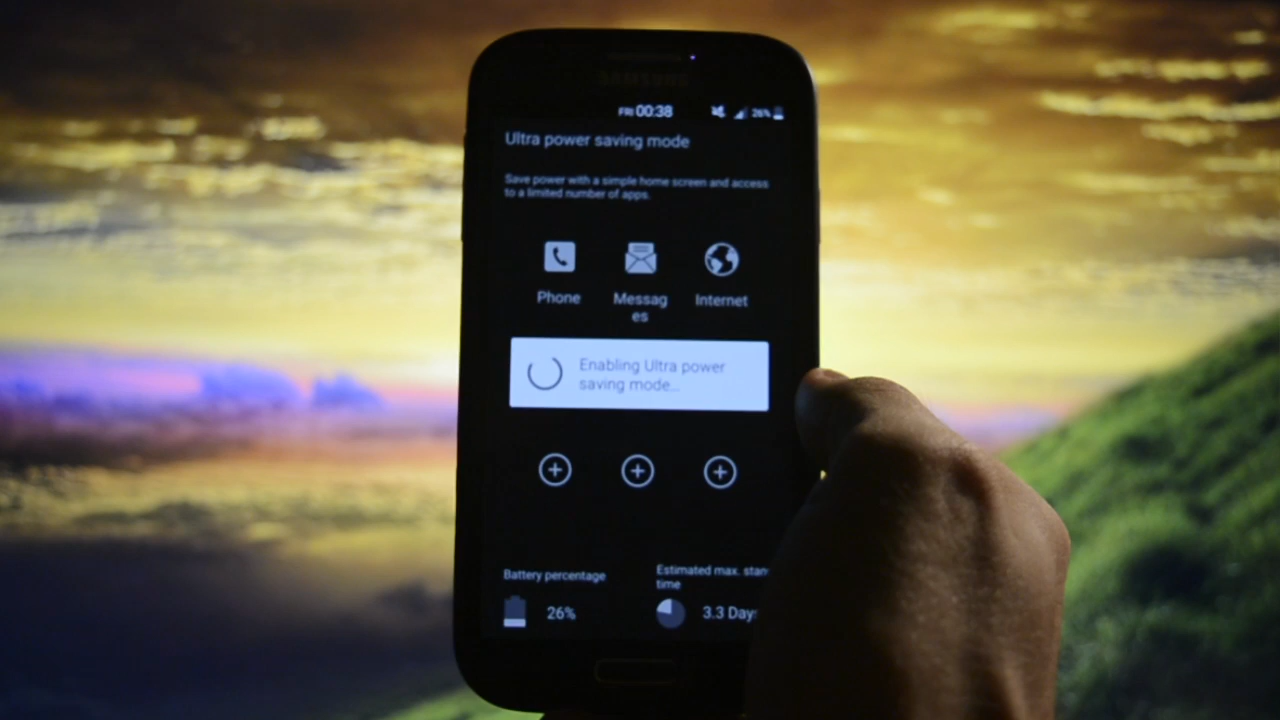 SAMSUNG
FRI 00:38
26%
Ultra power saving mode
Save power with a simple home screen and access
to a limited number of apps.
Phone
Messag
es
Internet
Enabling Ultra power
saving mode...
Battery percentage
Estimated max. stan
time
26%
3.3 Day